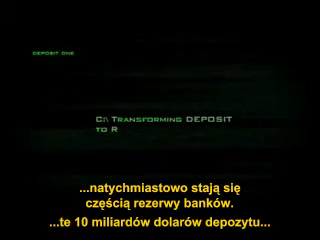 DEPOSIT ONE
C:\ TRANSFORMING DEPOSIT
TO R
...natychmiastowo stają się
częścią rezerwy banków.
...te 10 miliardów dolarów depozytu...